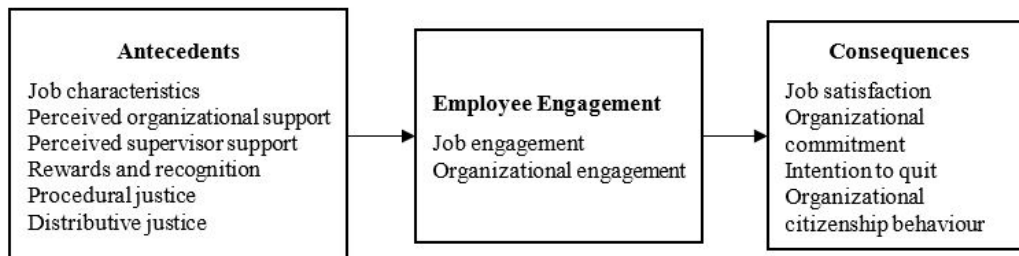 Antecedents
Job characteristics
Perceived organizational support
Perceived supervisor support
Rewards and recognition
Procedural justice
Distributive justice
Employee Engagement
Job engagement
Organizational engagement
Consequences
Job satisfaction
Organizational
commitment
Intention to quit
Organizational
citizenship behaviour